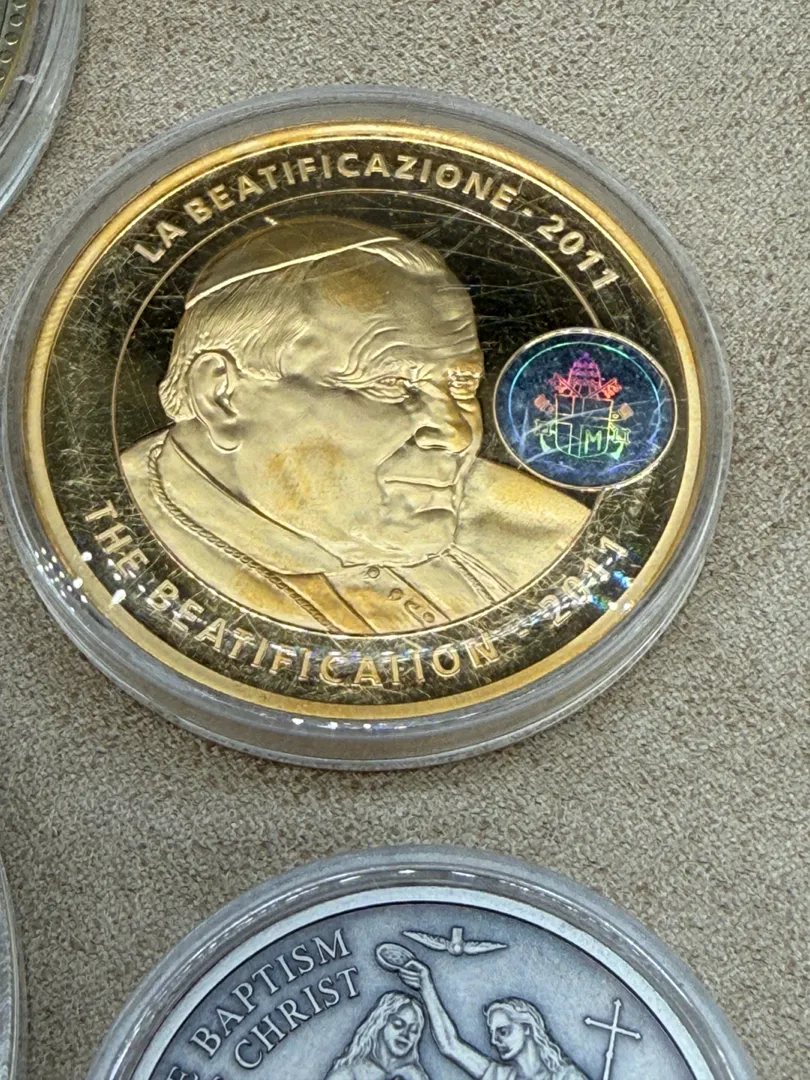 LA BEATIFICAZIONE - 2011
M
THE BEATIFICATION - 2011
BAPTISM
CHRIST